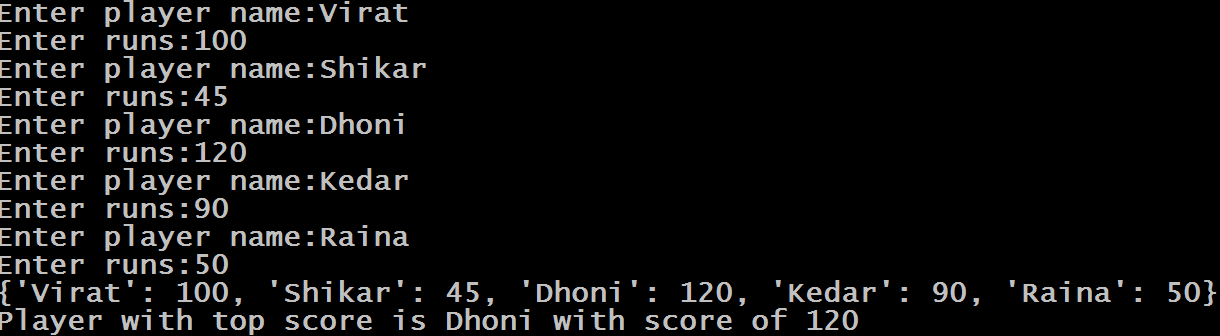 Enter player name:Virat
Enter runs:100
Enter player name:Shikar
Enter runs:45
Enter player name:Dhoni
Enter runs:120
Enter player name:Kedar
Enter runs:90
Enter player name:Raina
Enter runs:50
{'Virat': 100, 'Shikar': 45, 'Dhoni': 120, 'Kedar': 90, 'Raina': 50}
Player with top score is Dhoni with score of 120